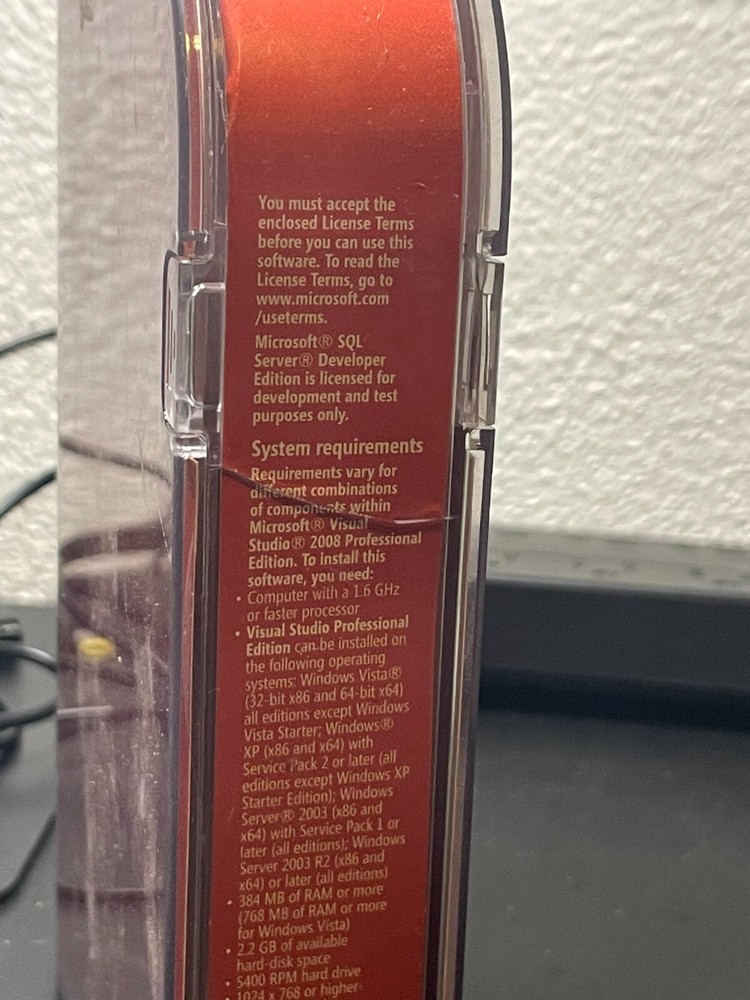 You must accept the
enclosed License Terms
before you can use this
software. To read the
License Terms, go to
www.microsoft.com
/useterms.
Microsoft® SQL
Server® Developer
Edition is licensed for
development and test
purposes only.
System requirements
Requirements vary for
different combinations
of components within
Microsoft® Visual
Studio® 2008 Professional
Edition. To install this
software, you need:
• Computer with a 1.6 GHz
or faster processor
• Visual Studio Professional
Edition can be installed on
the following operating
systems: Windows Vista®
(32-bit x86 and 64-bit x64)
all editions except Windows
Vista Starter; Windows®
XP (x86 and x64) with
Service Pack 2 or later (all
editions except Windows XP
Starter Edition); Windows
Server® 2003 (x86 and
x64) with Service Pack 1 or
later (all editions); Windows
Server 2003 R2 (x86 and
x64) or later (all editions)
• 384 MB of RAM or more
(768 MB of RAM or more
for Windows Vista)
• 2.2 GB of available
hard-disk space
• 5400 RPM hard drive
• 1024 x 768 or higher-